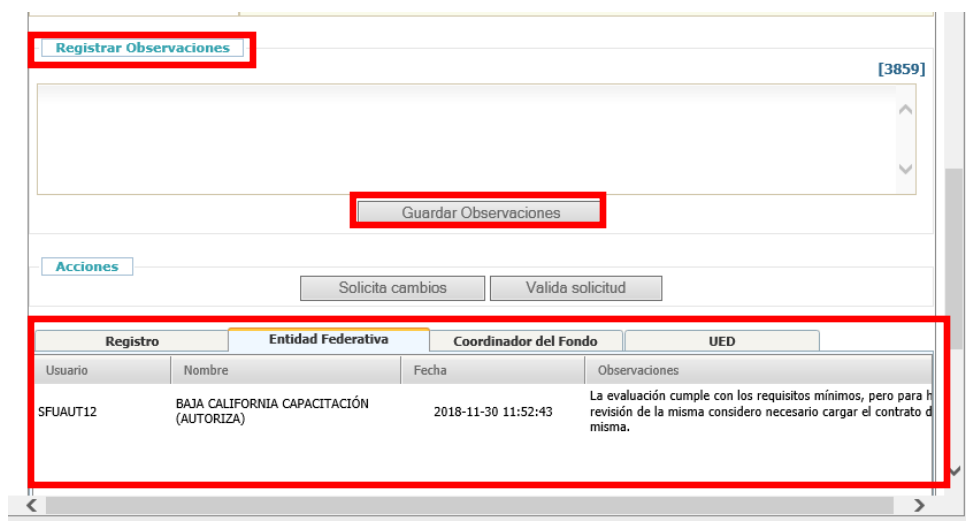 Registrar Observaciones
[3859]
Guardar Observaciones
Acciones
Solicita cambios
Valida solicitud
Registro
Entidad Federativa
Coordinador del Fondo
UED
Usuario
Nombre
Fecha
Observaciones
SFUAUT12
BAJA CALIFORNIA CAPACITACIÓN
(AUTORIZA)
2018-11-30 11:52:43
La evaluación cumple con los requisitos mínimos, pero para h
revisión de la misma considero necesario cargar el contrato d
misma.